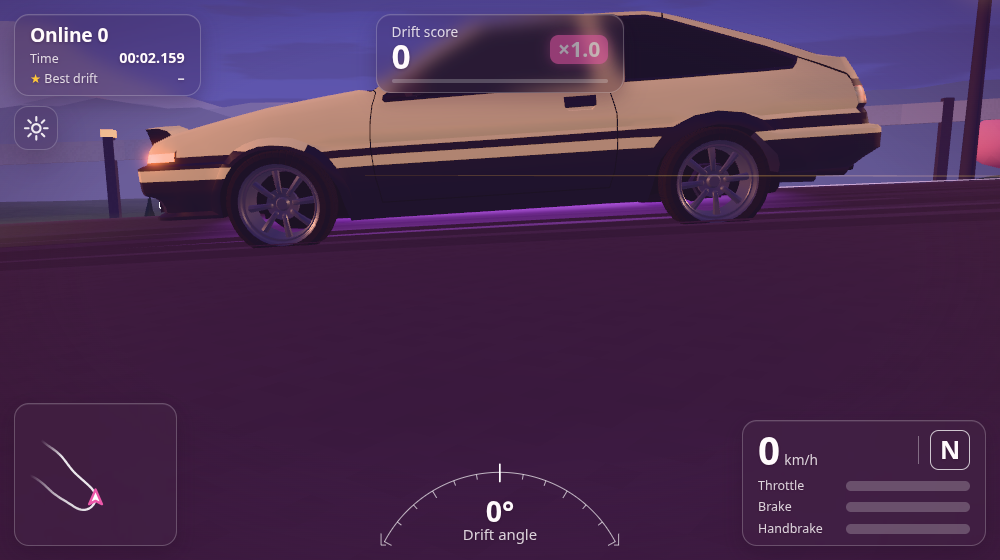 Online 0
Time 00:02.159
★ Best drift –
Drift score
0 ×1.0
0°
Drift angle
0 km/h N
Throttle
Brake
Handbrake